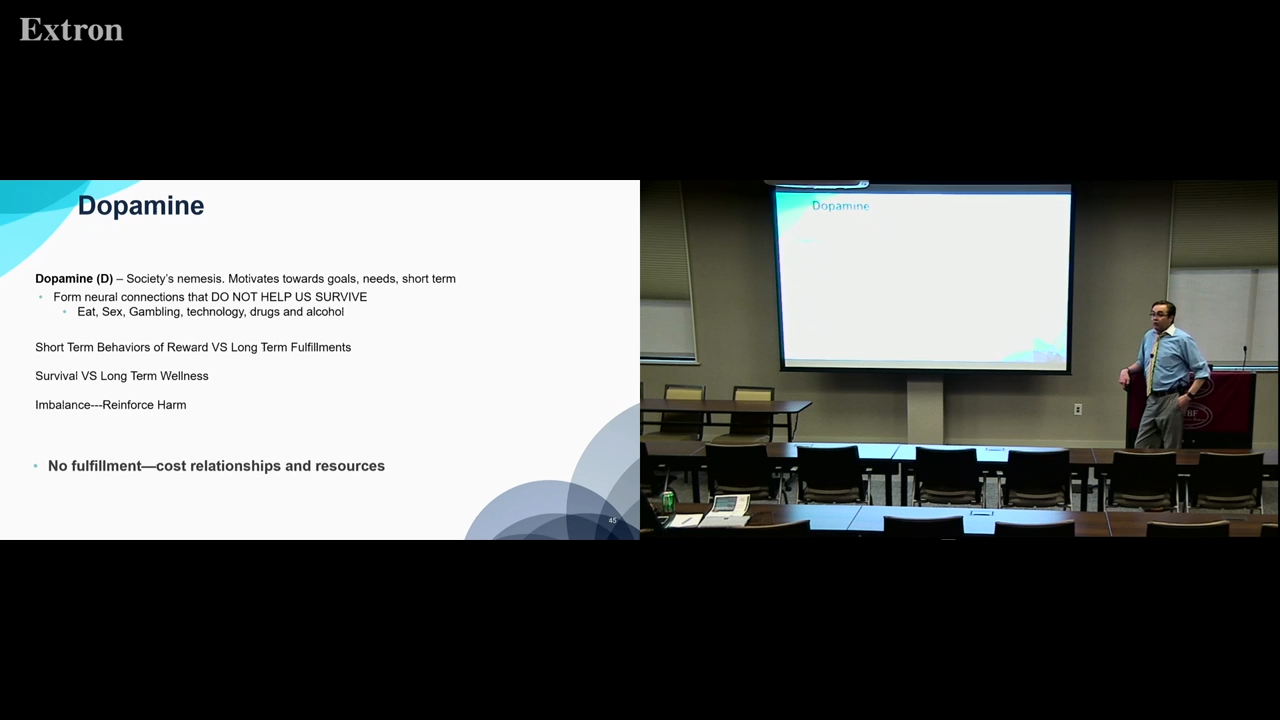 Extron
Dopamine
Dopamine (D) – Society's nemesis. Motivates towards goals, needs, short term
• Form neural connections that DO NOT HELP US SURVIVE
• Eat, Sex, Gambling, technology, drugs and alcohol
Short Term Behaviors of Reward VS Long Term Fulfillments
Survival VS Long Term Wellness
Imbalance---Reinforce Harm
• No fulfillment—cost relationships and resources
45
Dopamine